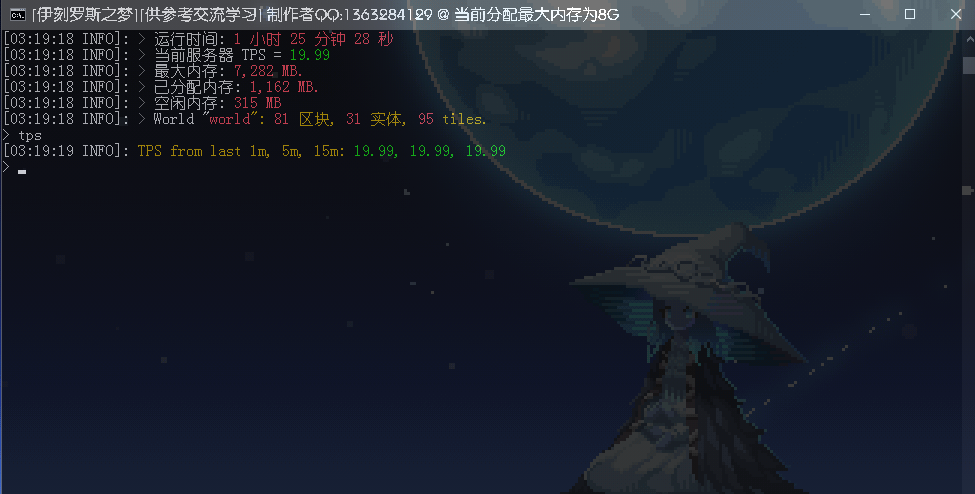 [伊刻罗斯之梦][供参考交流学习] 制作者QQ:1363284129 @ 当前分配最大内存为8G
[03:19:18 INFO]: > 运行时间: 1 小时 25 分钟 28 秒
[03:19:18 INFO]: > 当前服务器 TPS = 19.99
[03:19:18 INFO]: > 最大内存: 7,282 MB.
[03:19:18 INFO]: > 已分配内存: 1,162 MB.
[03:19:18 INFO]: > 空闲内存: 315 MB
[03:19:18 INFO]: > World "world": 81 区块, 31 实体, 95 tiles.
> tps
[03:19:19 INFO]: TPS from last 1m, 5m, 15m: 19.99, 19.99, 19.99
>